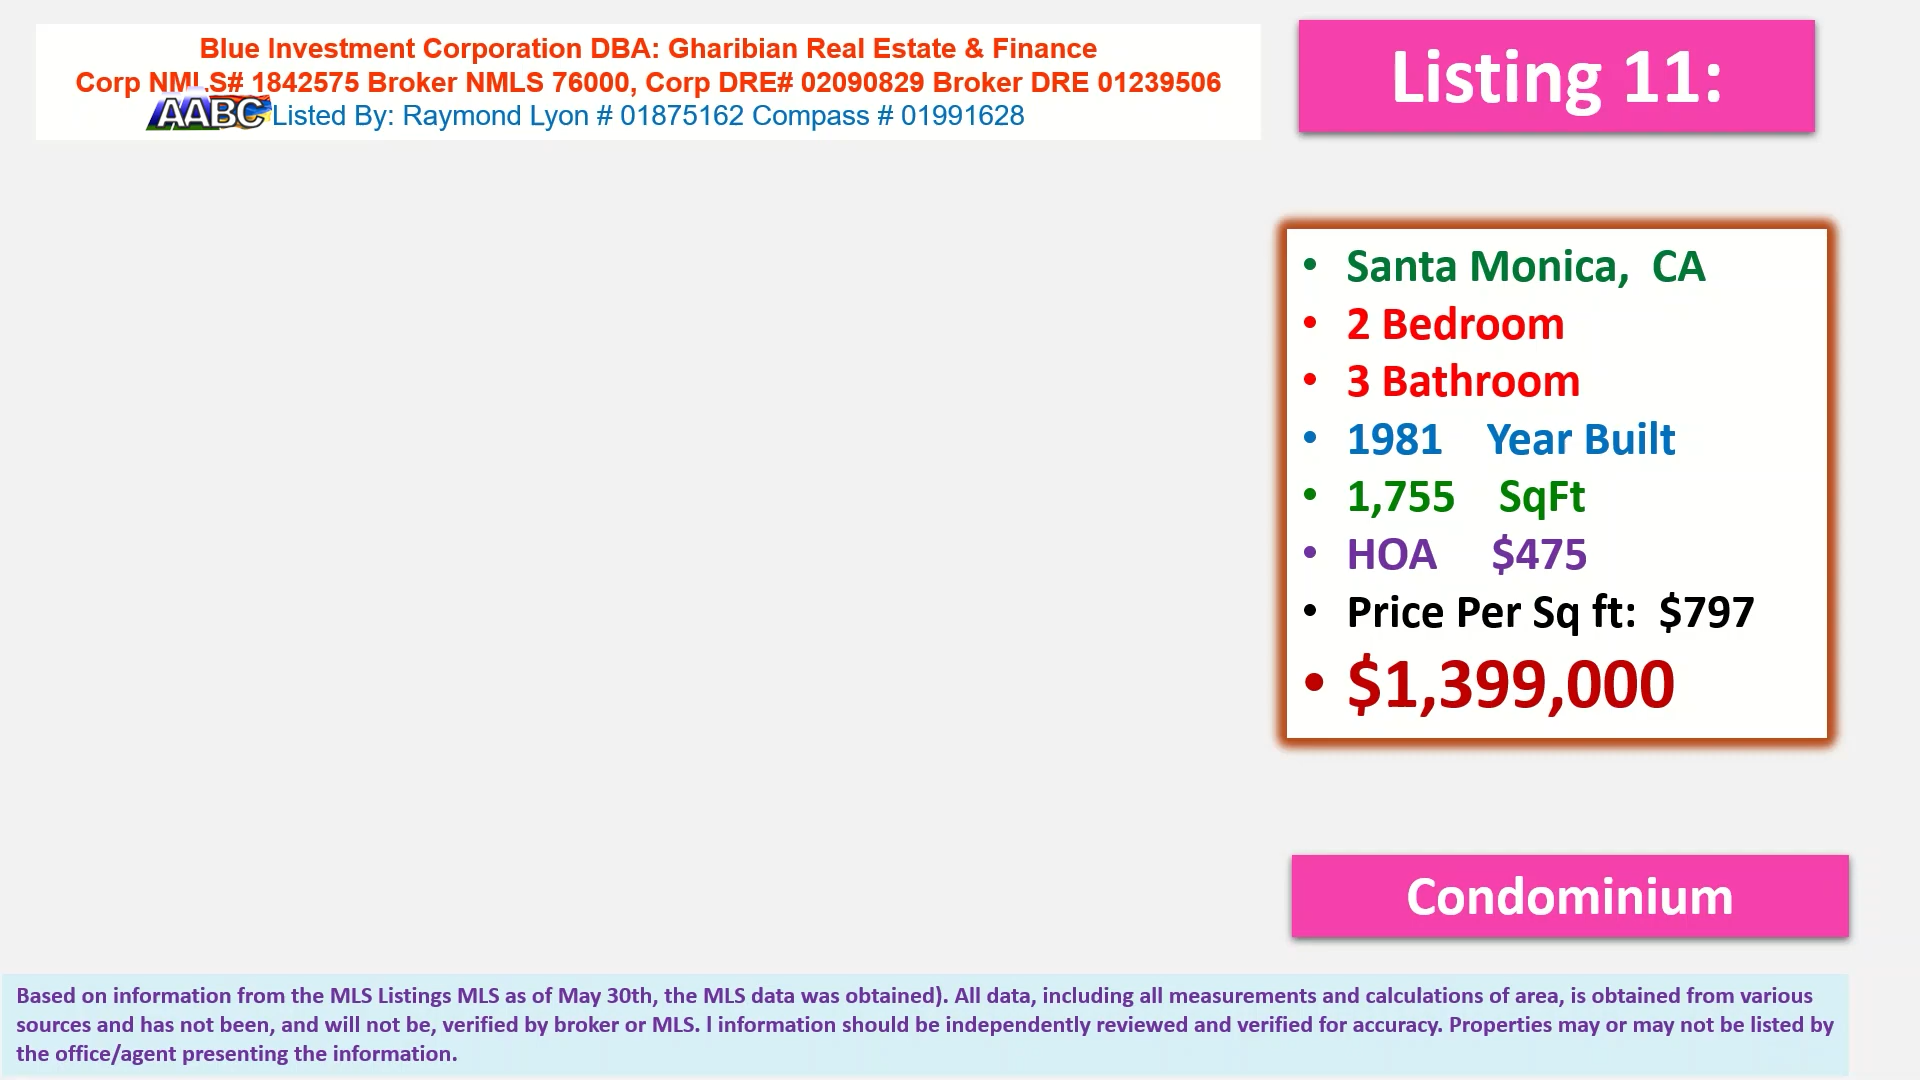 Blue Investment Corporation DBA: Gharibian Real Estate & Finance
Corp NMLS# 1842575 Broker NMLS 76000, Corp DRE# 02090829 Broker DRE 01239506
AABC Listed By: Raymond Lyon # 01875162 Compass # 01991628
Listing 11:
• Santa Monica, CA
• 2 Bedroom
• 3 Bathroom
• 1981 Year Built
• 1,755 SqFt
• HOA $475
• Price Per Sq ft: $797
• $1,399,000
Condominium
Based on information from the MLS Listings MLS as of May 30th, the MLS data was obtained). All data, including all measurements and calculations of area, is obtained from various
sources and has not been, and will not be, verified by broker or MLS. l information should be independently reviewed and verified for accuracy. Properties may or may not be listed by
the office/agent presenting the information.